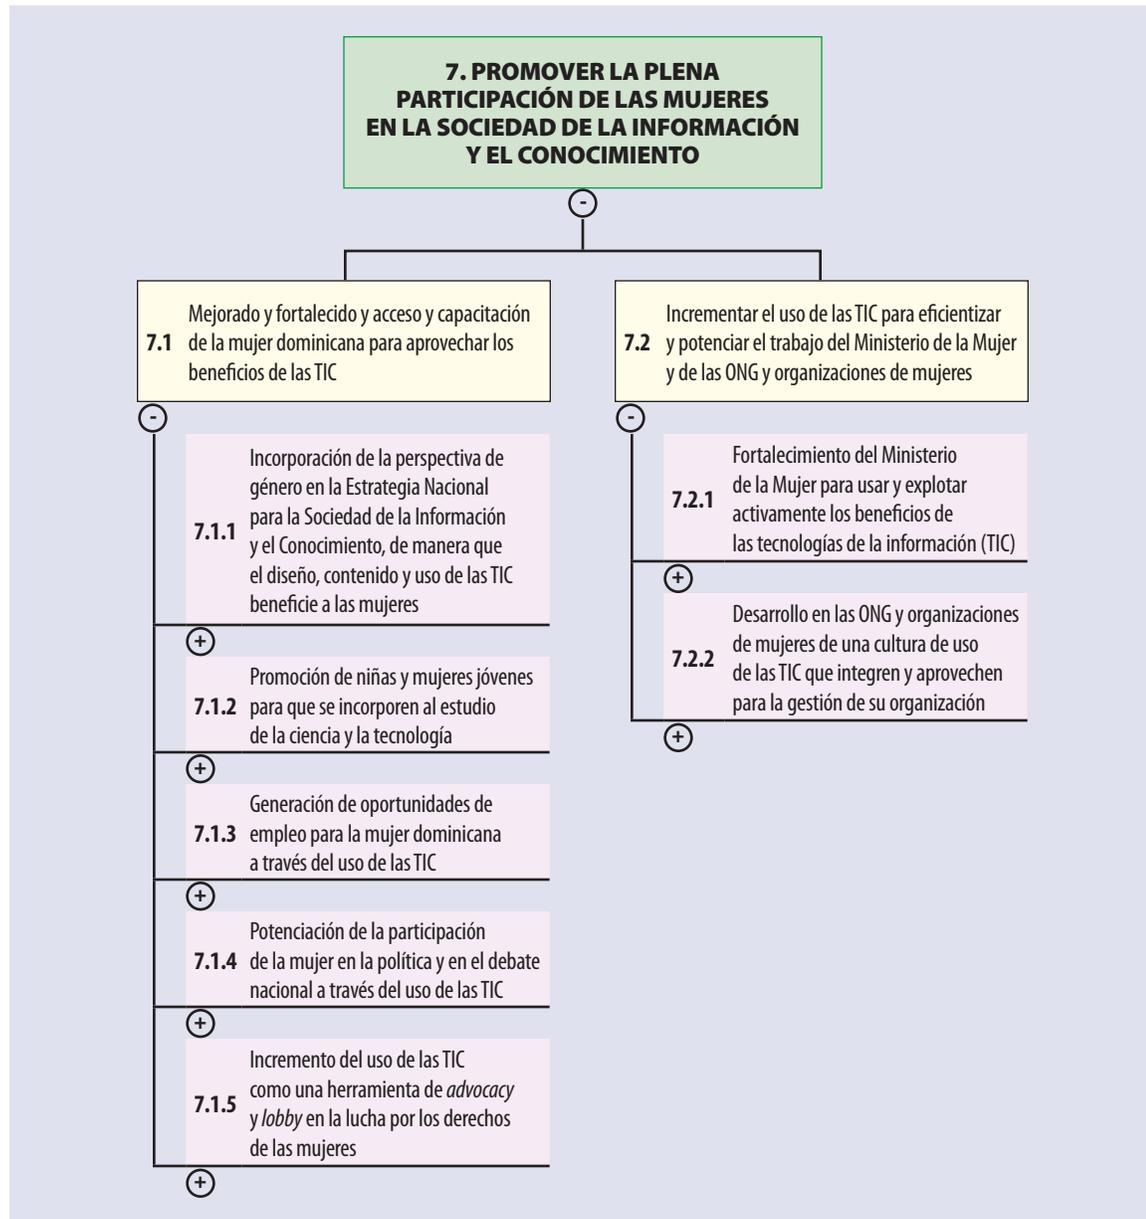 7. PROMOVER LA PLENA
PARTICIPACIÓN DE LAS MUJERES
EN LA SOCIEDAD DE LA INFORMACIÓN
Y EL CONOCIMIENTO
-
7.1
Mejorado y fortalecido y acceso y capacitación
de la mujer dominicana para aprovechar los
beneficios de las TIC
-
7.1.1
Incorporación de la perspectiva de
género en la Estrategia Nacional
para la Sociedad de la Información
y el Conocimiento, de manera que
el diseño, contenido y uso de las TIC
beneficie a las mujeres
+
7.1.2
Promoción de niñas y mujeres jóvenes
para que se incorporen al estudio
de la ciencia y la tecnología
+
7.1.3
Generación de oportunidades de
empleo para la mujer dominicana
a través del uso de las TIC
+
7.1.4
Potenciación de la participación
de la mujer en la política y en el debate
nacional a través del uso de las TIC
+
7.1.5
Incremento del uso de las TIC
como una herramienta de advocacy
y lobby en la lucha por los derechos
de las mujeres
+
7.2
Incrementar el uso de las TIC para eficientizar
y potenciar el trabajo del Ministerio de la Mujer
y de las ONG y organizaciones de mujeres
-
7.2.1
Fortalecimiento del Ministerio
de la Mujer para usar y explotar
activamente los beneficios de
las tecnologías de la información (TIC)
+
7.2.2
Desarrollo en las ONG y organizaciones
de mujeres de una cultura de uso
de las TIC que integren y aprovechen
para la gestión de su organización
+